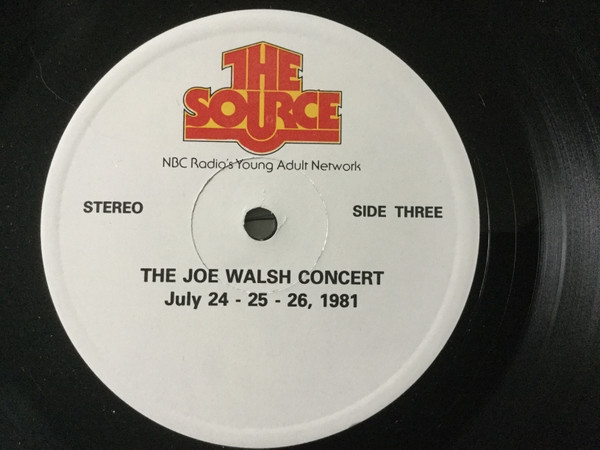 THE
SOURCE
NBC Radio's Young Adult Network
STEREO
SIDE THREE
THE JOE WALSH CONCERT
July 24 - 25 - 26, 1981